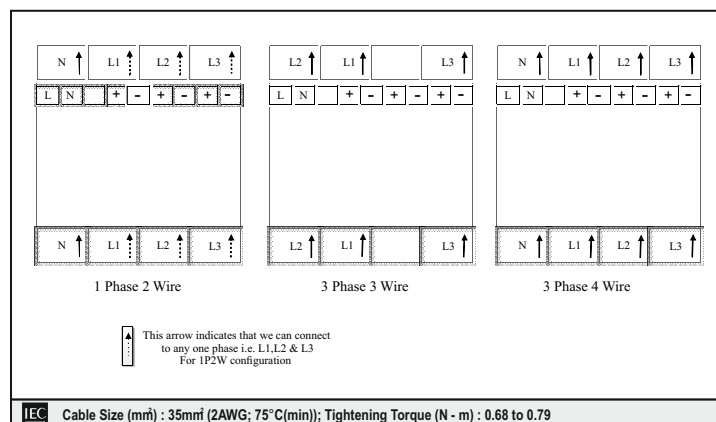 N L1 L2 L3 L2 L1 L3 N L1 L2 L3
L N + - + - + - L N + - + - + - L N + - + - + -
N L1 L2 L3 L2 L1 L3 N L1 L2 L3
1 Phase 2 Wire 3 Phase 3 Wire 3 Phase 4 Wire
This arrow indicates that we can connect
to any one phase i.e. L1,L2 & L3
For 1P2W configuration
IEC Cable Size (mm²) : 35mm² (2AWG; 75°C(min)); Tightening Torque (N - m) : 0.68 to 0.79